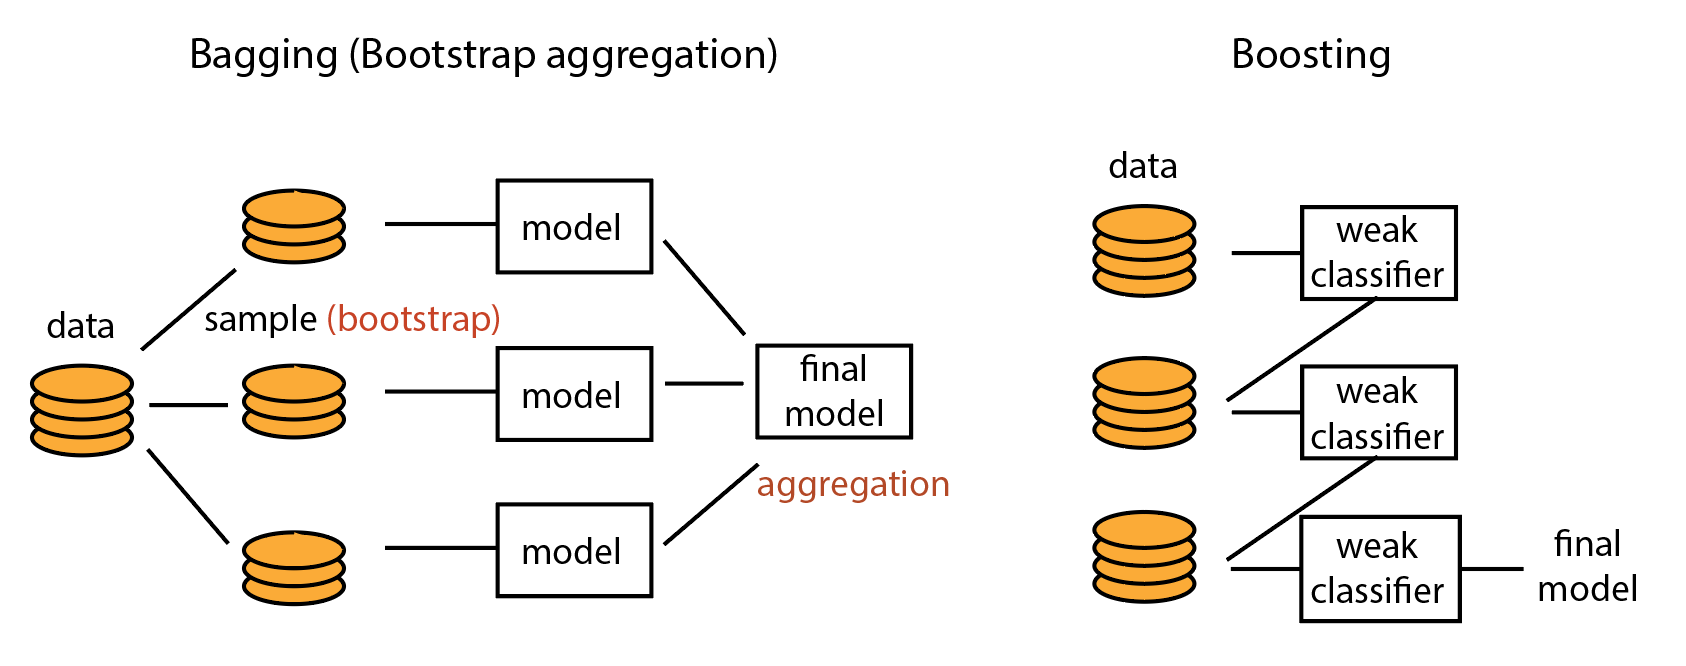 Bagging (Bootstrap aggregation)
data
sample (bootstrap)
model
model
model
final
model
aggregation
Boosting
data
weak
classifier
weak
classifier
weak
classifier
final
model